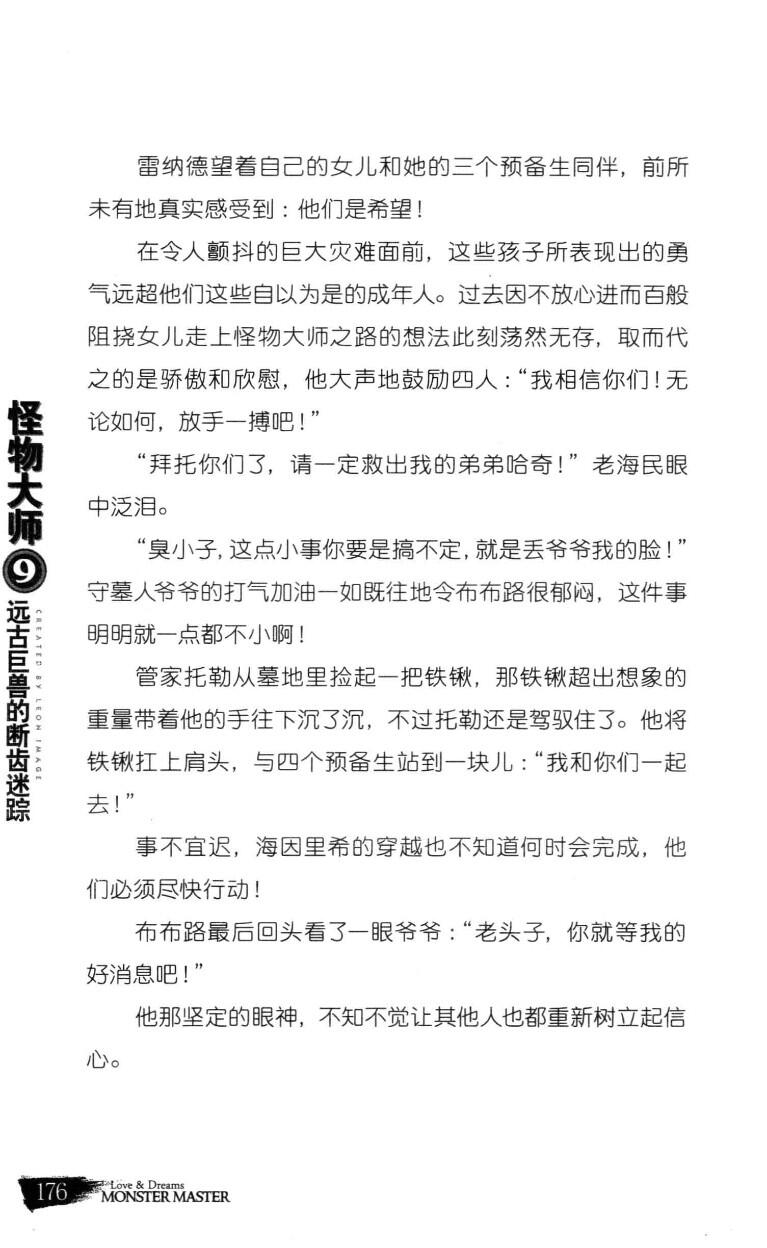 雷纳德望着自己的女儿和她的三个预备生同伴，前所
未有地真实感受到：他们是希望！
在令人颤抖的巨大灾难面前，这些孩子所表现出的勇
气远超他们这些自以为是的成年人。过去因不放心进而百般
阻挠女儿走上怪物大师之路的想法此刻荡然无存，取而代
之的是骄傲和欣慰，他大声地鼓励四人：“我相信你们！无
论如何，放手一搏吧！”
“拜托你们了，请一定救出我的弟弟哈奇！”老海民眼
中泛泪。
“臭小子，这点小事你要是搞不定，就是丢爷爷我的脸！”
守墓人爷爷的打气加油一如既往地令布布路很郁闷，这件事
明明就一点都不小啊！
管家托勒从墓地里捡起一把铁锹，那铁锹超出想象的
重量带着他的手往下沉了沉，不过托勒还是驾驭住了。他将
铁锹扛上肩头，与四个预备生站到一块儿：“我和你们一起
去！”
事不宜迟，海因里希的穿越也不知道何时会完成，他
们必须尽快行动！
布布路最后回头看了一眼爷爷：“老头子，你就等我的
好消息吧！”
他那坚定的眼神，不知不觉让其他人也都重新树立起信
心。
怪物大师
9
远古巨兽的断齿迷踪
CREATED BY LEON IMAGE
176
Love & Dreams
MONSTER MASTER